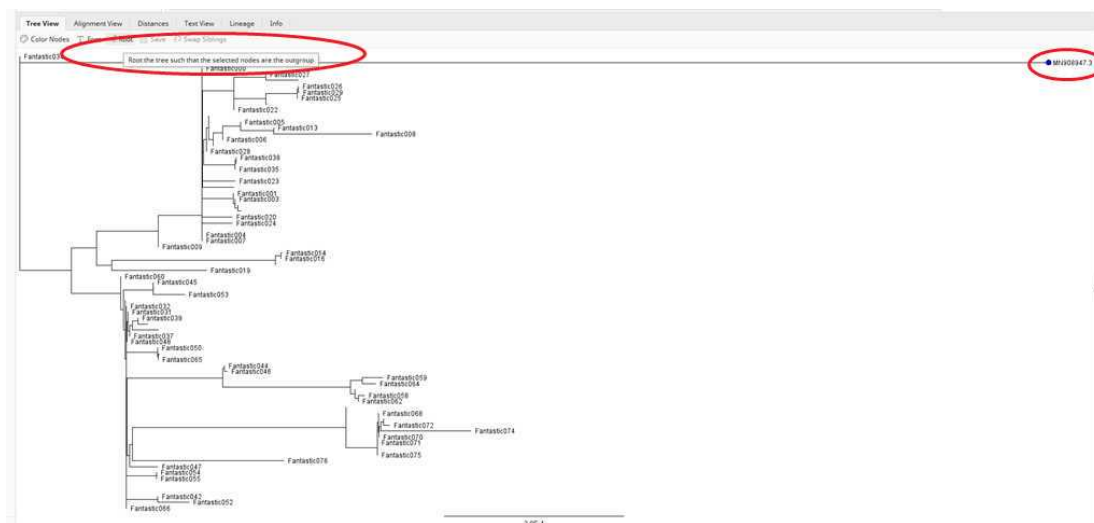 Tree View Alignment View Distances Text View Lineage Info
Color Nodes Root Save Swap Siblings
Root the tree such that the selected nodes are the outgroup
MN908947.3
Fantastic027
Fantastic026
Fantastic029
Fantastic025
Fantastic022
Fantastic005
Fantastic013
Fantastic008
Fantastic006
Fantastic028
Fantastic036
Fantastic035
Fantastic023
Fantastic001
Fantastic003
Fantastic020
Fantastic024
Fantastic004
Fantastic007
Fantastic009
Fantastic014
Fantastic016
Fantastic019
Fantastic060
Fantastic045
Fantastic053
Fantastic032
Fantastic031
Fantastic039
Fantastic037
Fantastic048
Fantastic050
Fantastic065
Fantastic044
Fantastic046
Fantastic059
Fantastic064
Fantastic058
Fantastic062
Fantastic068
Fantastic072
Fantastic074
Fantastic070
Fantastic071
Fantastic075
Fantastic076
Fantastic047
Fantastic054
Fantastic055
Fantastic042
Fantastic052
Fantastic066